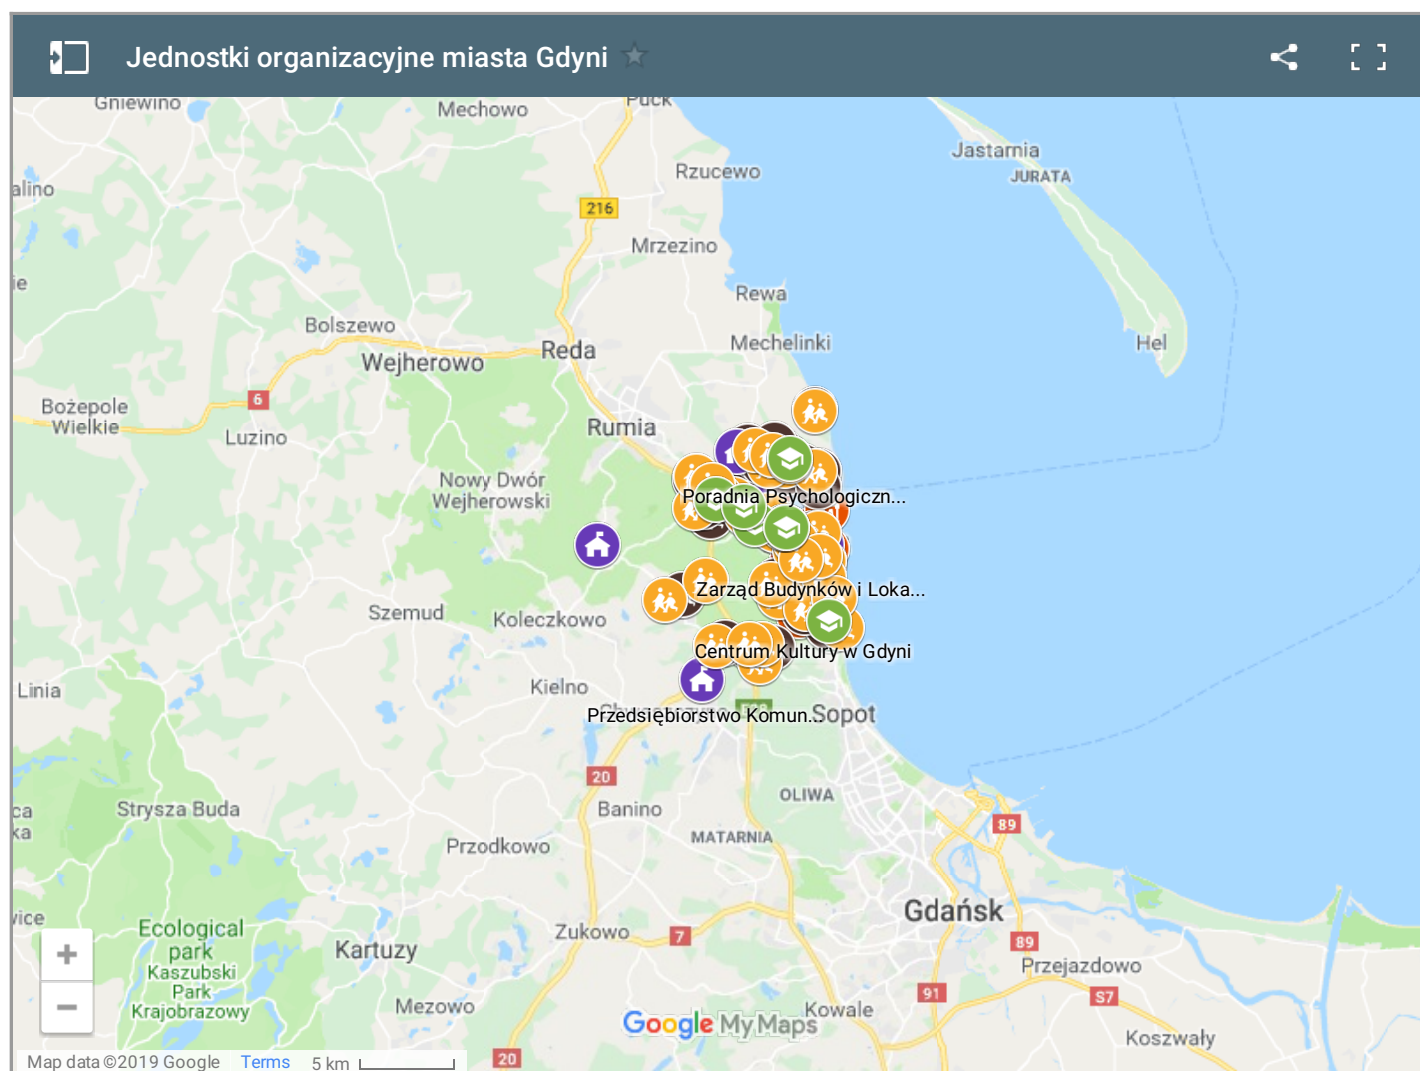 Jednostki organizacyjne miasta Gdyni
Gniewino
Mechowo
Puck
Jastarnia
JURATA
Rzucewo
alino
216
Mrzezino
ie
Rewa
Bolszewo
Mechelinki
Hel
Reda
Wejherowo
6
Bożepole
Wielkie
Luzino
Rumia
Nowy Dwór
Wejherowski
Poradnia Psychologiczn...
Zarząd Budynków i Loka...
Szemud
Koleczkowo
Centrum Kultury w Gdyni
Linia
Kielno
Przedsiębiorstwo Komun...
Sopot
20
OLIWA
Strysza Buda
Banino
ca
ka
89
MATARNIA
Przodkowo
Gdańsk
vice
Ecological
park
Kaszubski
Park
Krajobrazowy
Żukowo
7
Kartuzy
89
Przejazdowo
91
S7
Mezowo
Kowale
Google My Maps
Koszwały
20
+
−
Map data ©2019 Google
Terms
5 km